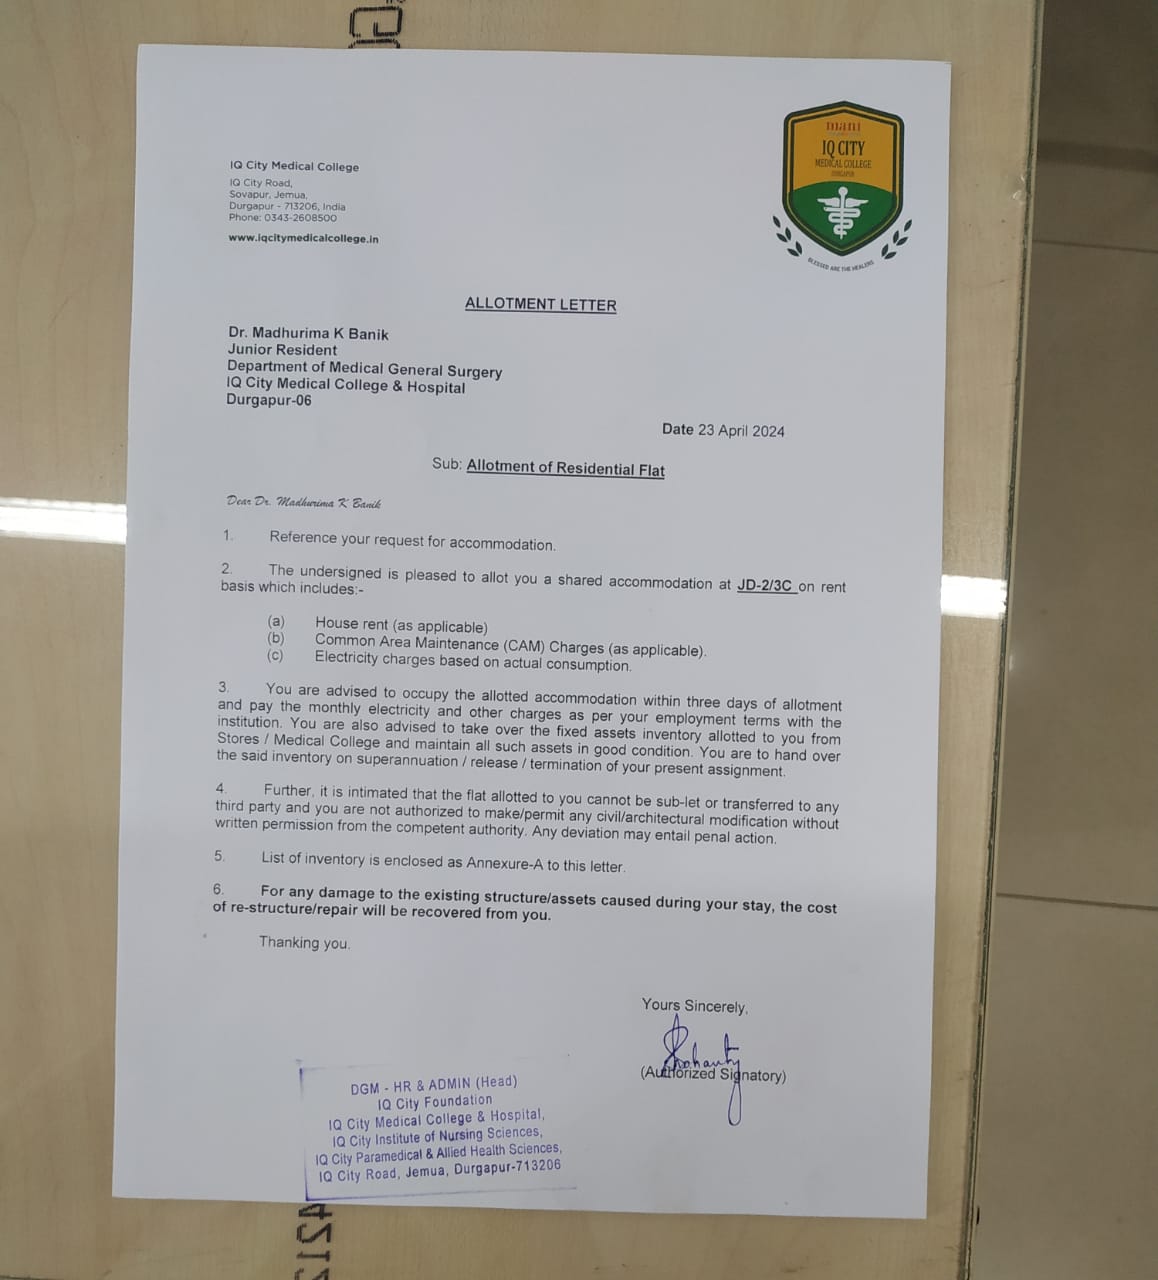 IQ City Medical College
IQ City Road,
Sovapur, Jemua,
Durgapur - 713206, India
Phone: 0343-2608500
www.iqcitymedicalcollege.in
mani
IQ CITY
MEDICAL COLLEGE
DURGAPUR
BLESSED ARE THE HEALERS
ALLOTMENT LETTER
Dr. Madhurima K Banik
Junior Resident
Department of Medical General Surgery
IQ City Medical College & Hospital
Durgapur-06
Date 23 April 2024
Sub: Allotment of Residential Flat
Dear Dr. Madhurima K Banik
1. Reference your request for accommodation.
2. The undersigned is pleased to allot you a shared accommodation at JD-2/3C on rent
basis which includes:-
(a) House rent (as applicable)
(b) Common Area Maintenance (CAM) Charges (as applicable).
(c) Electricity charges based on actual consumption.
3. You are advised to occupy the allotted accommodation within three days of allotment
and pay the monthly electricity and other charges as per your employment terms with the
institution. You are also advised to take over the fixed assets inventory allotted to you from
Stores / Medical College and maintain all such assets in good condition. You are to hand over
the said inventory on superannuation / release / termination of your present assignment.
4. Further, it is intimated that the flat allotted to you cannot be sub-let or transferred to any
third party and you are not authorized to make/permit any civil/architectural modification without
written permission from the competent authority. Any deviation may entail penal action.
5. List of inventory is enclosed as Annexure-A to this letter.
6. For any damage to the existing structure/assets caused during your stay, the cost
of re-structure/repair will be recovered from you.
Thanking you.
Yours Sincerely,
(Authorized Signatory)
DGM - HR & ADMIN (Head)
IQ City Foundation
IQ City Medical College & Hospital,
IQ City Institute of Nursing Sciences,
IQ City Paramedical & Allied Health Sciences,
IQ City Road, Jemua, Durgapur-713206